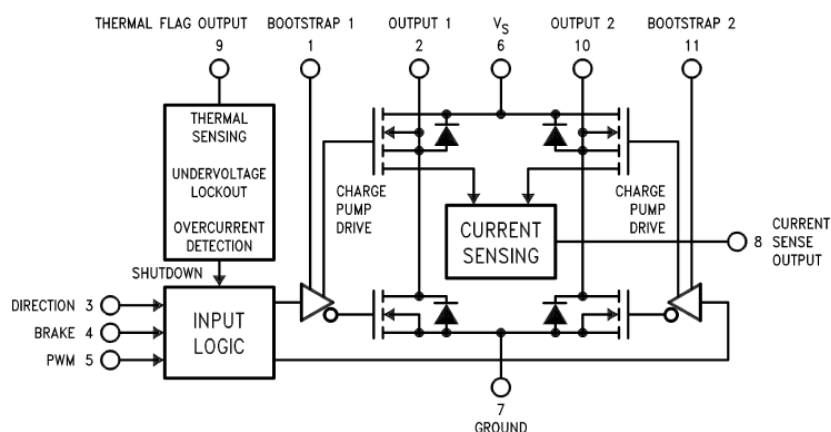 THERMAL FLAG OUTPUT
9
BOOTSTRAP 1
1
OUTPUT 1
2
VS
6
OUTPUT 2
10
BOOTSTRAP 2
11
THERMAL
SENSING
UNDERVOLTAGE
LOCKOUT
OVERCURRENT
DETECTION
CHARGE
PUMP
DRIVE
CURRENT
SENSING
CHARGE
PUMP
DRIVE
8 CURRENT
SENSE
OUTPUT
SHUTDOWN
DIRECTION 3
BRAKE 4
PWM 5
INPUT
LOGIC
7
GROUND